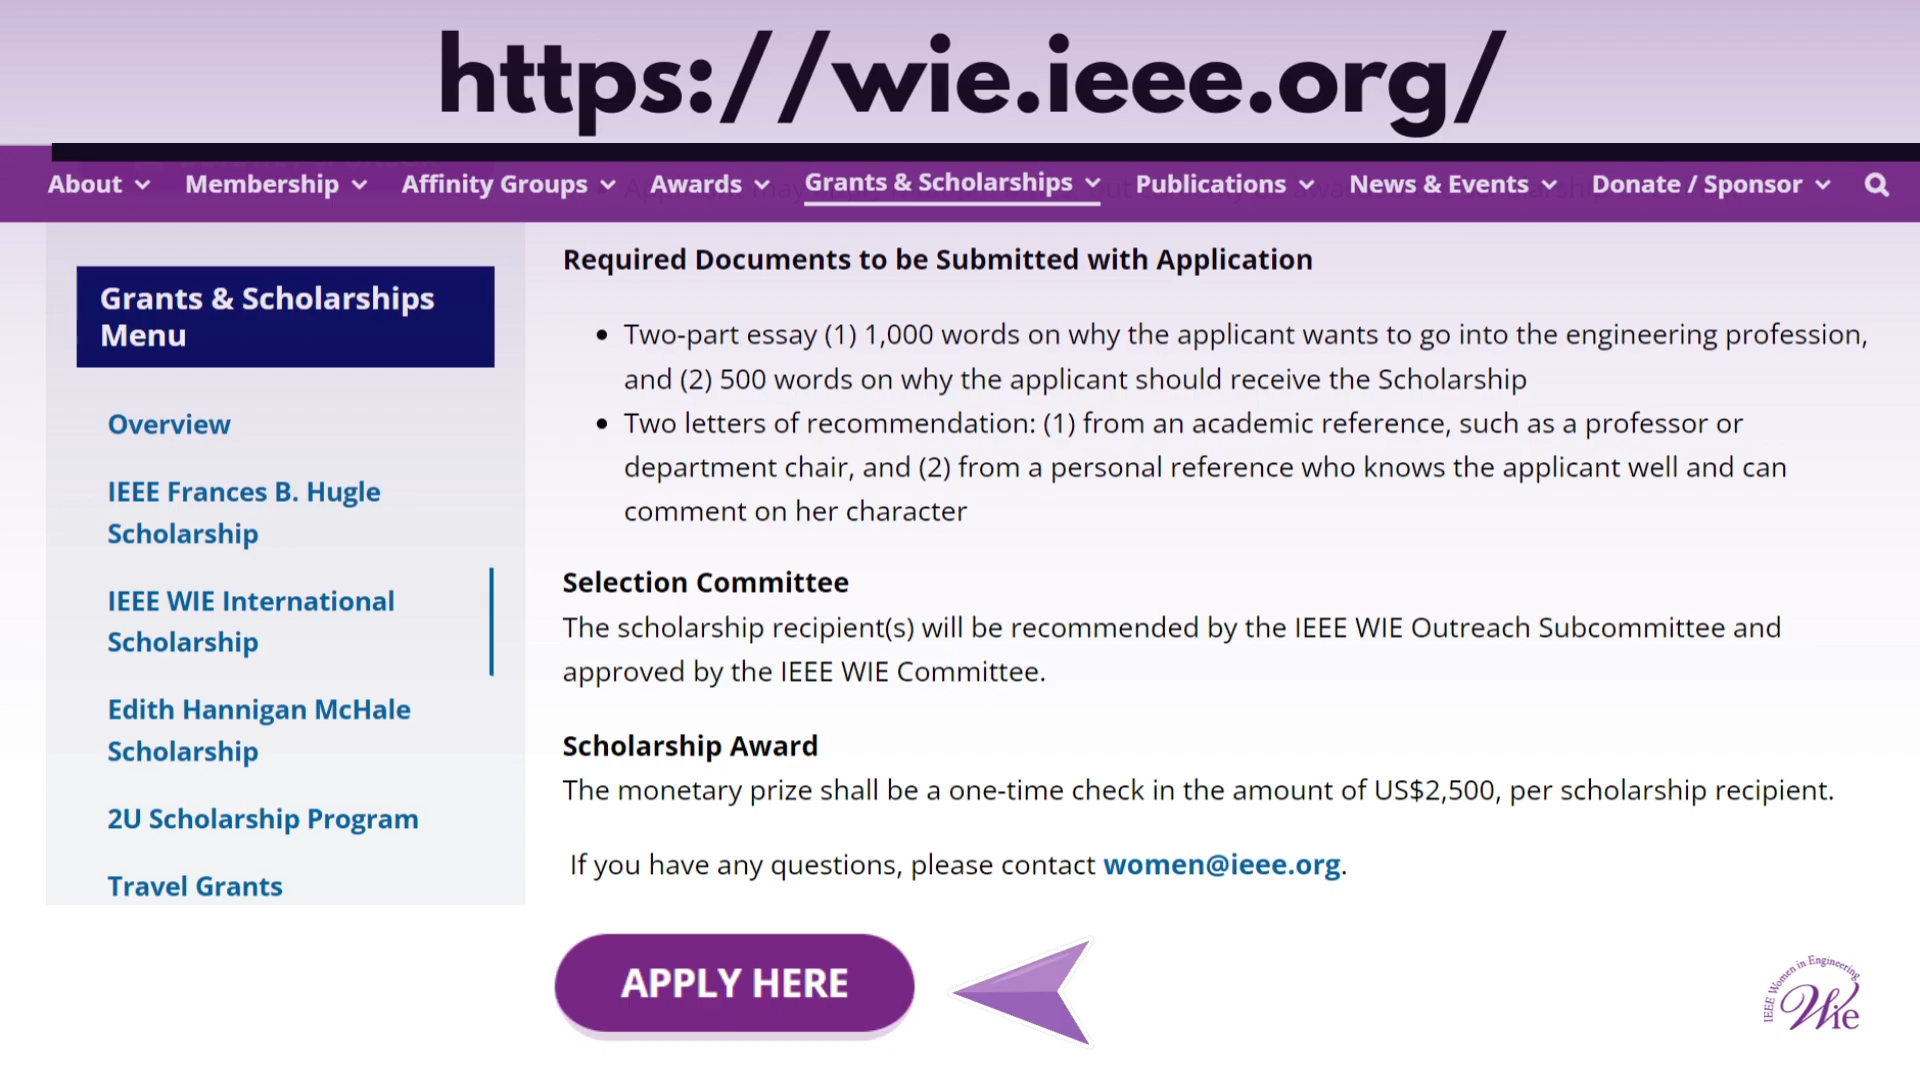 https://wie.ieee.org/
About Membership Affinity Groups Awards Grants & Scholarships Publications News & Events Donate / Sponsor
Grants & Scholarships
Menu
Overview
IEEE Frances B. Hugle
Scholarship
IEEE WIE International
Scholarship
Edith Hannigan McHale
Scholarship
2U Scholarship Program
Travel Grants
Required Documents to be Submitted with Application
• Two-part essay (1) 1,000 words on why the applicant wants to go into the engineering profession,
and (2) 500 words on why the applicant should receive the Scholarship
• Two letters of recommendation: (1) from an academic reference, such as a professor or
department chair, and (2) from a personal reference who knows the applicant well and can
comment on her character
Selection Committee
The scholarship recipient(s) will be recommended by the IEEE WIE Outreach Subcommittee and
approved by the IEEE WIE Committee.
Scholarship Award
The monetary prize shall be a one-time check in the amount of US$2,500, per scholarship recipient.
If you have any questions, please contact women@ieee.org.
APPLY HERE
IEEE Women in Engineering
Wie